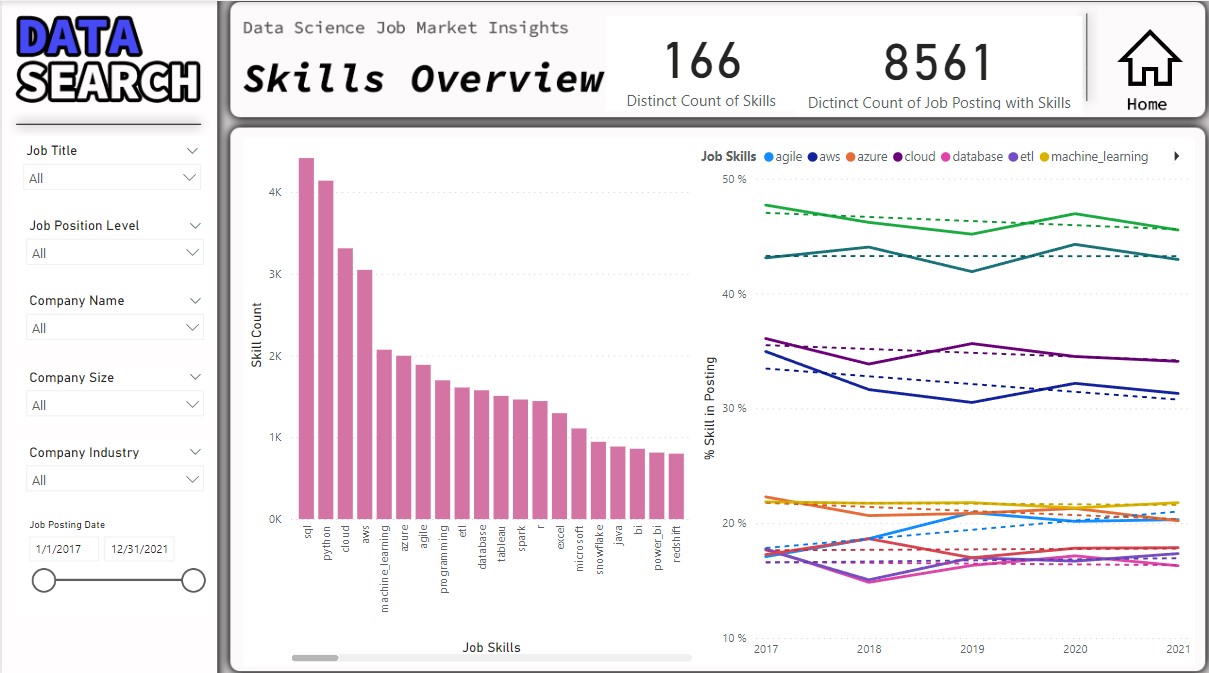 DATA
SEARCH
Job Title
All
Job Position Level
All
Company Name
All
Company Size
All
Company Industry
All
Job Posting Date
1/1/2017
12/31/2021
Data Science Job Market Insights
Skills Overview
166
Distinct Count of Skills
8561
Dictinct Count of Job Posting with Skills
Home
Skill Count
4K
3K
2K
1K
0K
sql
python
cloud
aws
machine_learning
azure
agile
programming
etl
database
tableau
spark
r
excel
microsoft
snowflake
java
bi
power_bi
redshift
Job Skills
Job Skills agile aws azure cloud database etl machine_learning
% Skill in Posting
50 %
40 %
30 %
20 %
10 %
2017 2018 2019 2020 2021